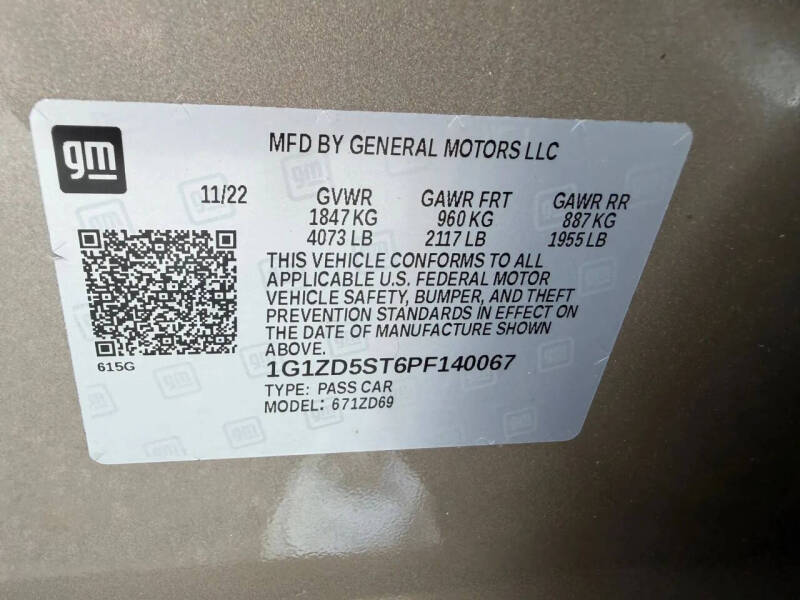 gm
MFD BY GENERAL MOTORS LLC
11/22 GVWR GAWR FRT GAWR RR
1847 KG 960 KG 887 KG
4073 LB 2117 LB 1955 LB
THIS VEHICLE CONFORMS TO ALL
APPLICABLE U.S. FEDERAL MOTOR
VEHICLE SAFETY, BUMPER, AND THEFT
PREVENTION STANDARDS IN EFFECT ON
THE DATE OF MANUFACTURE SHOWN
ABOVE.
615G
1G1ZD5ST6PF140067
TYPE: PASS CAR
MODEL: 671ZD69